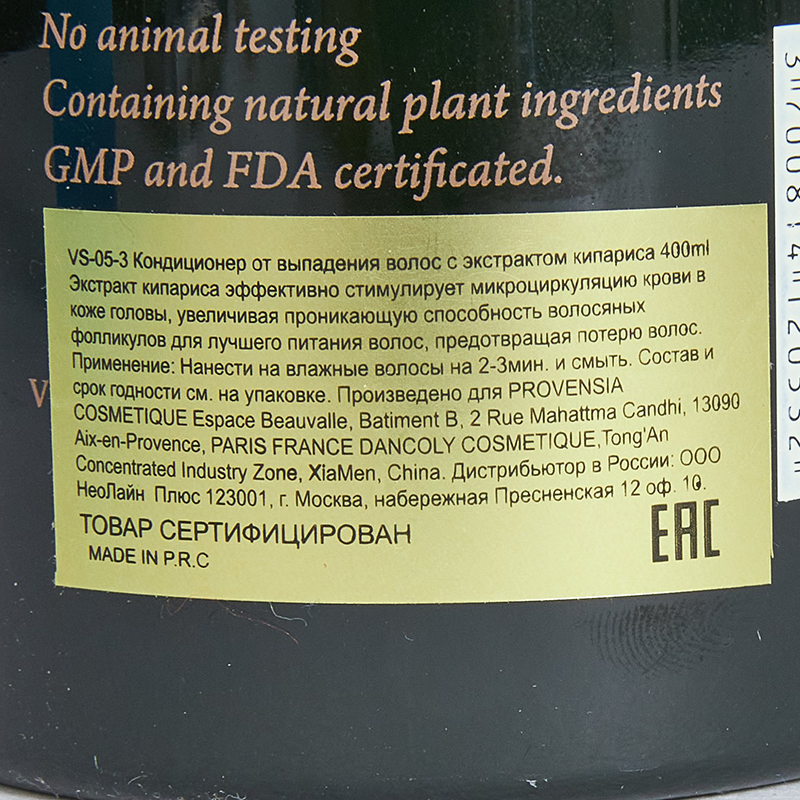 No animal testing
Containing natural plant ingredients
GMP and FDA certificated.
VS-05-3 Кондиционер от выпадения волос с экстрактом кипариса 400ml
Экстракт кипариса эффективно стимулирует микроциркуляцию крови в
коже головы, увеличивая проникающую способность волосяных
фолликулов для лучшего питания волос, предотвращая потерю волос.
Применение: Нанести на влажные волосы на 2-3мин. и смыть. Состав и
срок годности см. на упаковке. Произведено для PROVENSIA
COSMETIQUE Espace Beauvalle, Batiment B, 2 Rue Mahattma Candhi, 13090
Aix-en-Provence, PARIS FRANCE DANCOLY COSMETIQUE,Tong'An
Concentrated Industry Zone, XiaMen, China. Дистрибьютор в России: ООО
НеоЛайн Плюс 123001, г. Москва, набережная Пресненская 12 оф. 10.
ТОВАР СЕРТИФИЦИРОВАН
EAC
MADE IN P.R.C
V